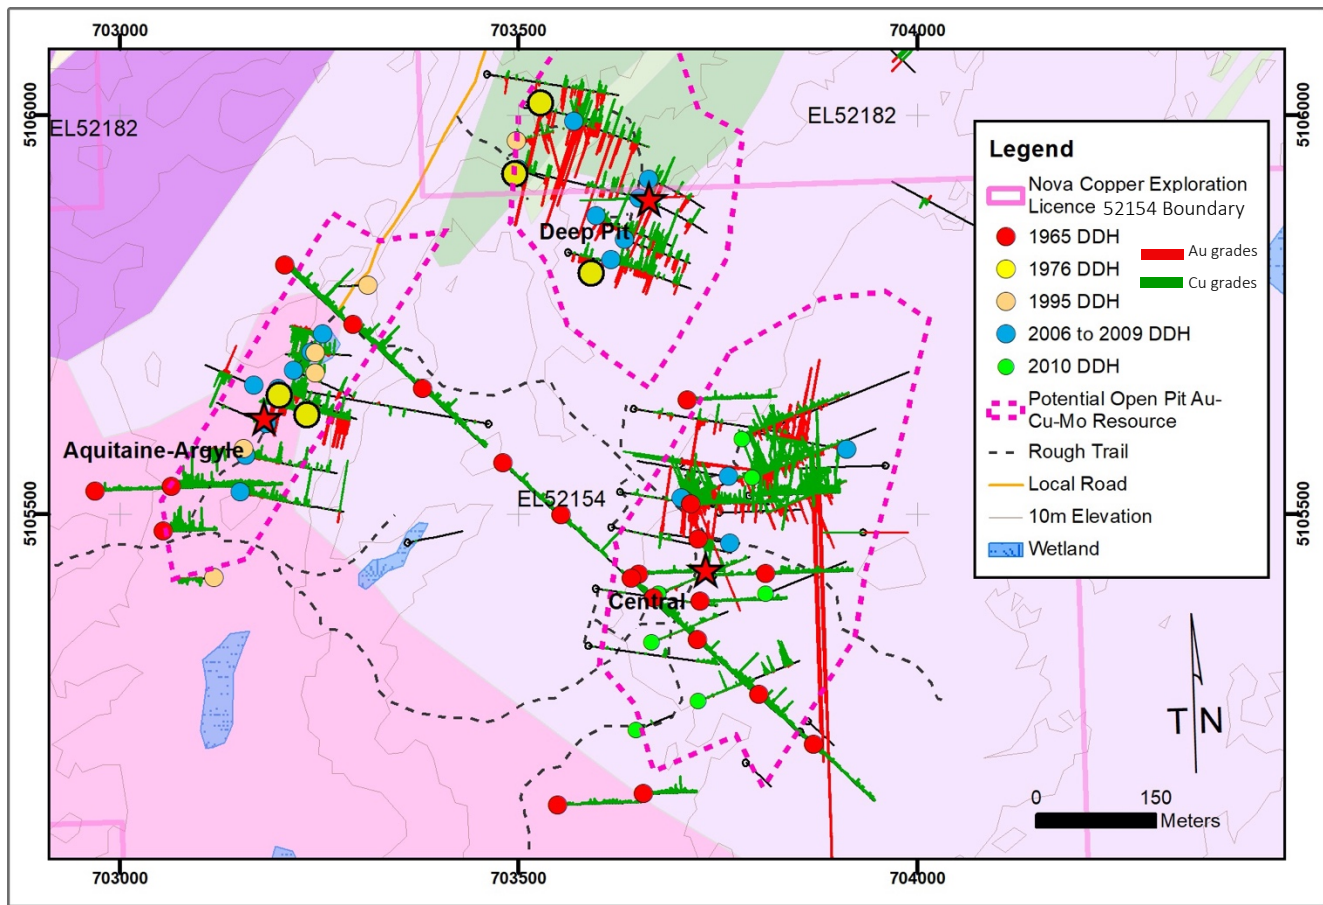 703000
703500
704000
5106000
5106000
EL52182
EL52182
Deep Pit
Aquitaine-Argyle
EL52154
5105500
5105500
Central
Legend
Nova Copper Exploration
Licence 52154 Boundary
1965 DDH
1976 DDH
1995 DDH
2006 to 2009 DDH
2010 DDH
Au grades
Cu grades
Potential Open Pit Au-
Cu-Mo Resource
Rough Trail
Local Road
10m Elevation
Wetland
T N
0 150
Meters
703000
703500
704000